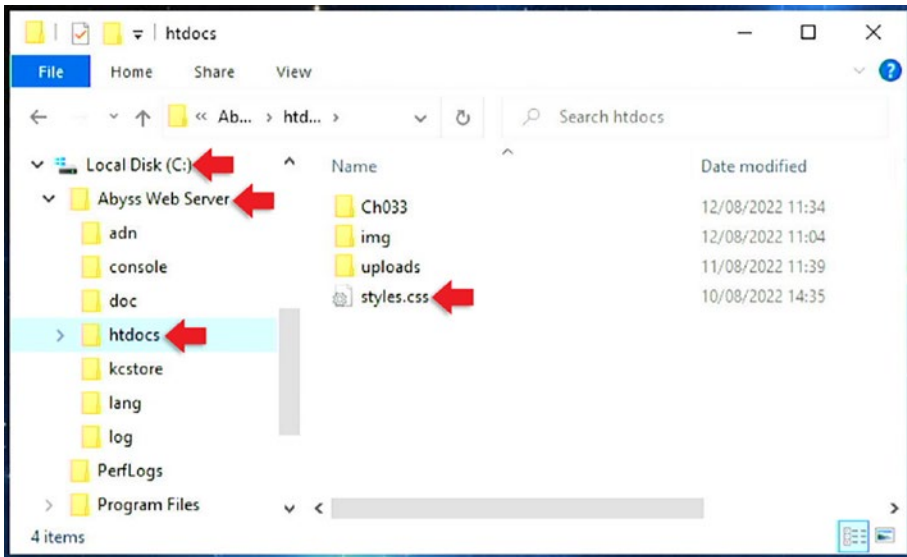 htdocs
File Home Share View
« Ab... › htd... › Search htdocs
Local Disk (C:)
Abyss Web Server
adn
console
doc
htdocs
kcstore
lang
log
PerfLogs
Program Files
Name Date modified
Ch033 12/08/2022 11:34
img 12/08/2022 11:04
uploads 11/08/2022 11:39
styles.css 10/08/2022 14:35
4 items